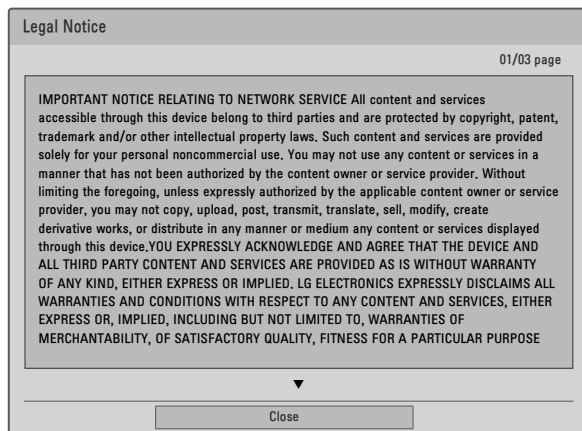 Legal Notice
01/03 page
IMPORTANT NOTICE RELATING TO NETWORK SERVICE All content and services
accessible through this device belong to third parties and are protected by copyright, patent,
trademark and/or other intellectual property laws. Such content and services are provided
solely for your personal noncommercial use. You may not use any content or services in a
manner that has not been authorized by the content owner or service provider. Without
limiting the foregoing, unless expressly authorized by the applicable content owner or service
provider, you may not copy, upload, post, transmit, translate, sell, modify, create
derivative works, or distribute in any manner or medium any content or services displayed
through this device.YOU EXPRESSLY ACKNOWLEDGE AND AGREE THAT THE DEVICE AND
ALL THIRD PARTY CONTENT AND SERVICES ARE PROVIDED AS IS WITHOUT WARRANTY
OF ANY KIND, EITHER EXPRESS OR IMPLIED. LG ELECTRONICS EXPRESSLY DISCLAIMS ALL
WARRANTIES AND CONDITIONS WITH RESPECT TO ANY CONTENT AND SERVICES, EITHER
EXPRESS OR, IMPLIED, INCLUDING BUT NOT LIMITED TO, WARRANTIES OF
MERCHANTABILITY, OF SATISFACTORY QUALITY, FITNESS FOR A PARTICULAR PURPOSE
Close